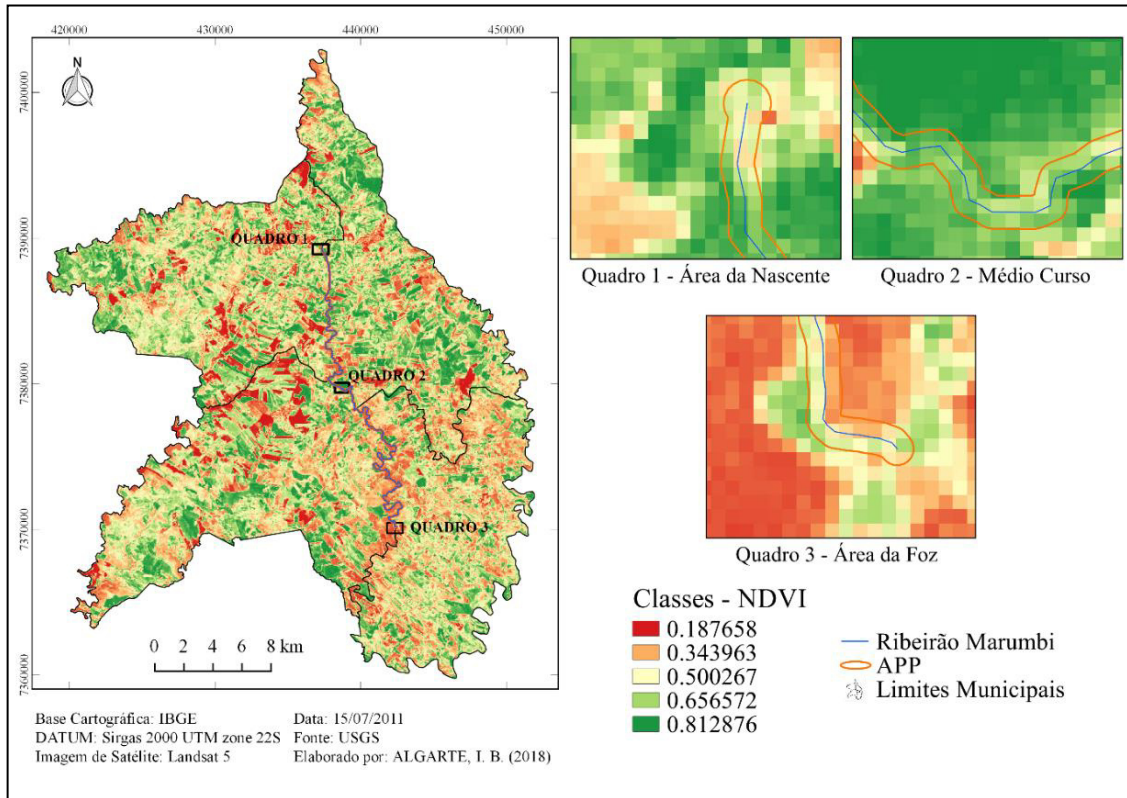 420000 430000 440000 450000
N
7400000
7390000
7380000
7370000
7360000
QUADRO 1
QUADRO 2
QUADRO 3
0 2 4 6 8 km
Quadro 1 - Área da Nascente
Quadro 2 - Médio Curso
Quadro 3 - Área da Foz
Classes - NDVI
0.187658
0.343963
0.500267
0.656572
0.812876
Ribeirão Marumbi
APP
Limites Municipais
Base Cartográfica: IBGE
DATUM: Sirgas 2000 UTM zone 22S
Imagem de Satélite: Landsat 5
Data: 15/07/2011
Fonte: USGS
Elaborado por: ALGARTE, I. B. (2018)